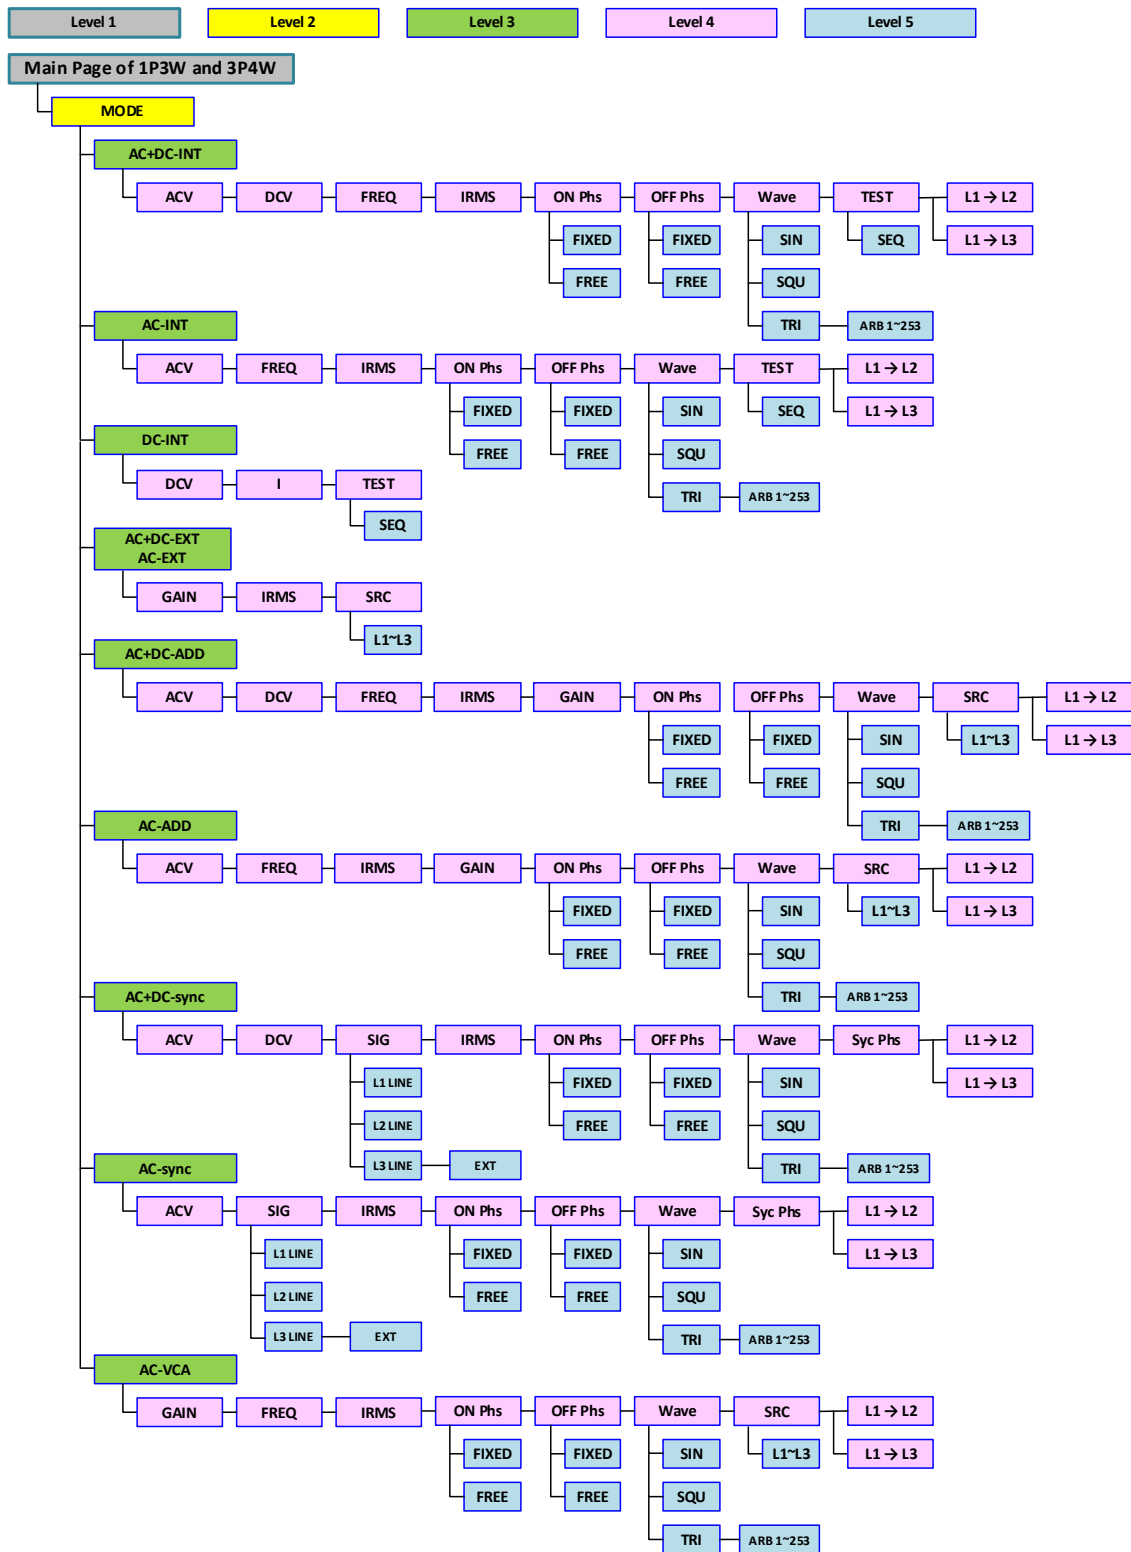 Level 1 Level 2 Level 3 Level 4 Level 5
Main Page of 1P3W and 3P4W
MODE
AC+DC-INT
ACV DCV FREQ IRMS ON Phs OFF Phs Wave TEST L1 → L2
FIXED FIXED SIN SEQ L1 → L3
FREE FREE SQU
TRI ARB 1~253
AC-INT
ACV FREQ IRMS ON Phs OFF Phs Wave TEST L1 → L2
FIXED FIXED SIN SEQ L1 → L3
FREE FREE SQU
TRI ARB 1~253
DC-INT
DCV I TEST
SEQ
AC+DC-EXT
AC-EXT
GAIN IRMS SRC
L1~L3
AC+DC-ADD
ACV DCV FREQ IRMS GAIN ON Phs OFF Phs Wave SRC L1 → L2
FIXED FIXED SIN L1~L3 L1 → L3
FREE FREE SQU
TRI ARB 1~253
AC-ADD
ACV FREQ IRMS GAIN ON Phs OFF Phs Wave SRC L1 → L2
FIXED FIXED SIN L1~L3 L1 → L3
FREE FREE SQU
TRI ARB 1~253
AC+DC-sync
ACV DCV SIG IRMS ON Phs OFF Phs Wave Syc Phs L1 → L2
L1 LINE FIXED FIXED SIN L1 → L3
L2 LINE FREE FREE SQU
L3 LINE EXT TRI ARB 1~253
AC-sync
ACV SIG IRMS ON Phs OFF Phs Wave Syc Phs L1 → L2
L1 LINE FIXED FIXED SIN L1 → L3
L2 LINE FREE FREE SQU
L3 LINE EXT TRI ARB 1~253
AC-VCA
GAIN FREQ IRMS ON Phs OFF Phs Wave SRC L1 → L2
FIXED FIXED SIN L1~L3 L1 → L3
FREE FREE SQU
TRI ARB 1~253